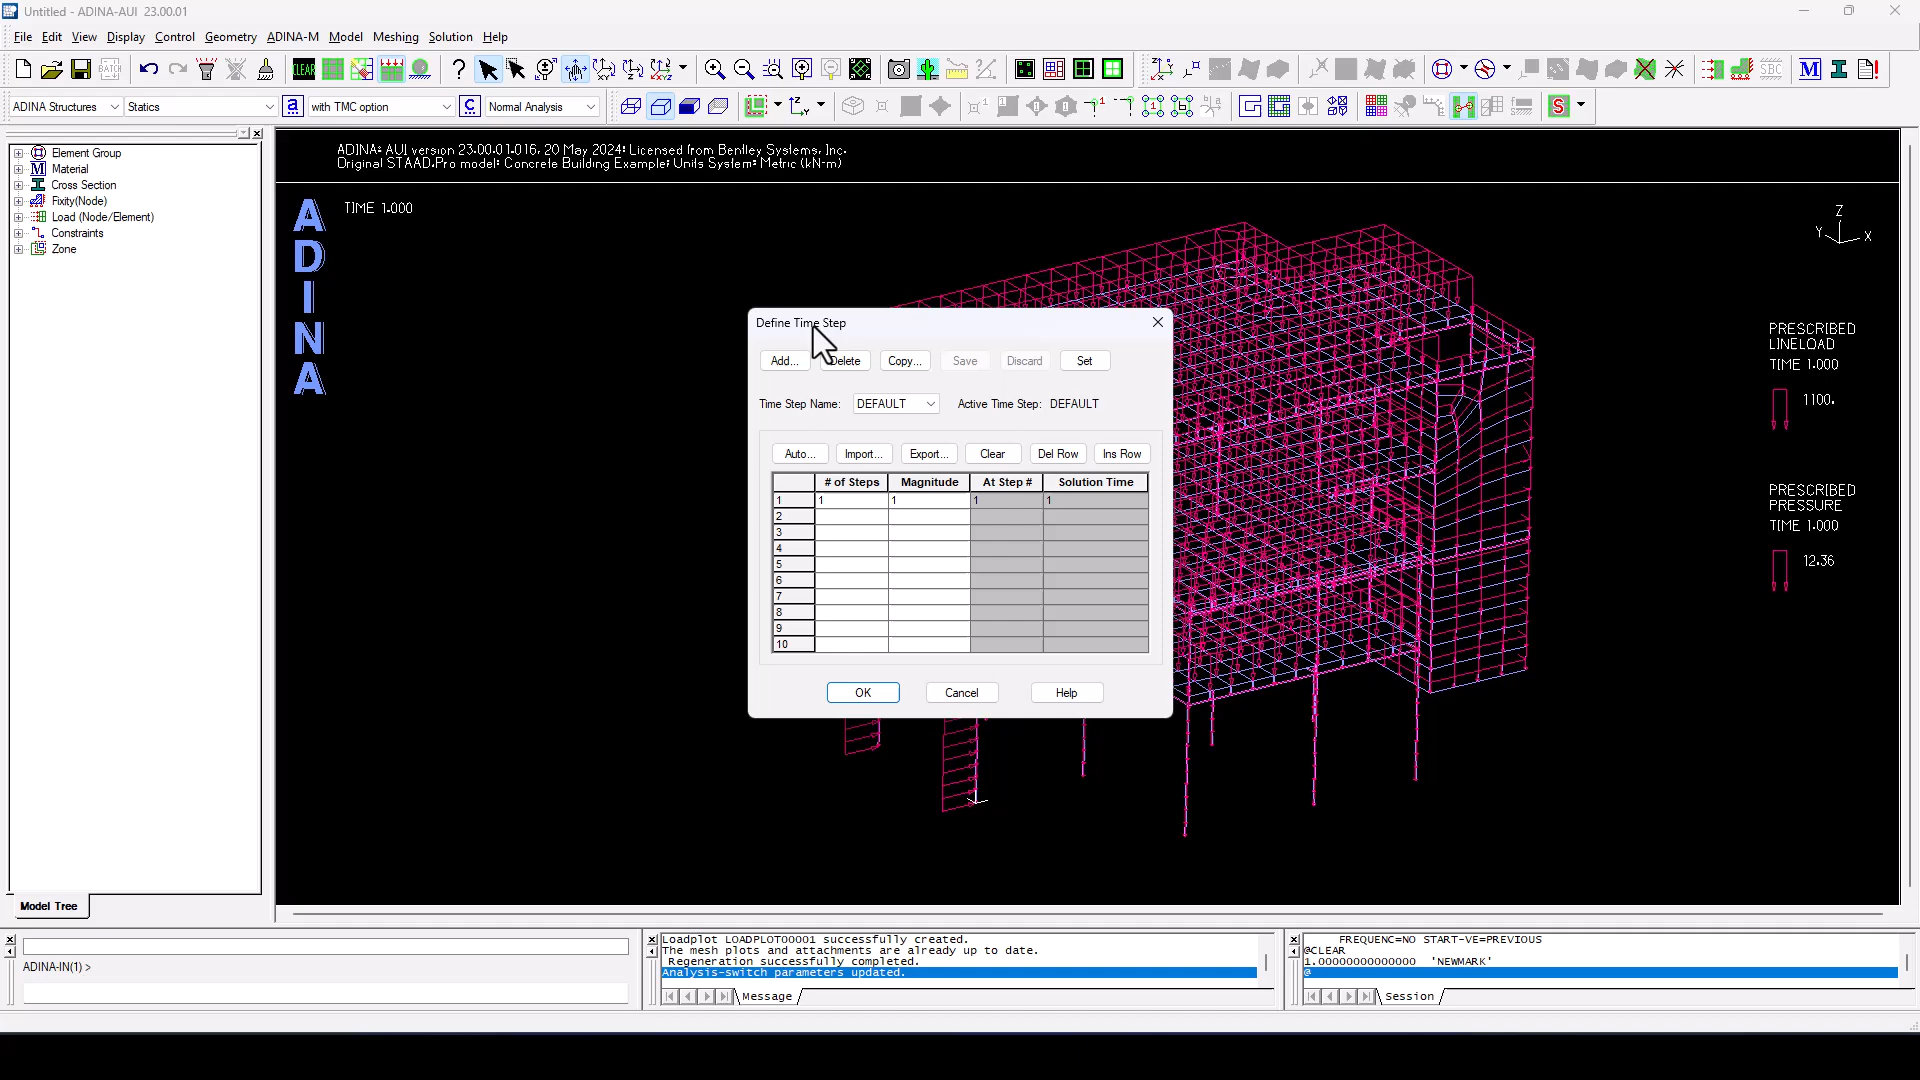 Untitled - ADINA-AUI 23.00.01
File Edit View Display Control Geometry ADINA-M Model Meshing Solution Help
ADINA Structures Statics with TMC option Normal Analysis
Element Group
Material
Cross Section
Fixity(Node)
Load (Node/Element)
Constraints
Zone
Model Tree
ADINA: AUI version 23.00.01.016, 20 May 2024: Licensed from Bentley Systems, Inc.
Original STAAD.Pro model: Concrete Building Example; Units System: Metric (kN-m)
ADINA
TIME 1.000
Z
Y X
PRESCRIBED
LINELOAD
TIME 1.000
1100.
PRESCRIBED
PRESSURE
TIME 1.000
12.36
Define Time Step
Add... Delete Copy... Save Discard Set
Time Step Name: DEFAULT Active Time Step: DEFAULT
Auto... Import... Export... Clear Del Row Ins Row
# of Steps Magnitude At Step # Solution Time
1 1 1 1 1
2
3
4
5
6
7
8
9
10
OK Cancel Help
ADINA-IN(1) >
Loadplot LOADPLOT00001 successfully created.
The mesh plots and attachments are already up to date.
Regeneration successfully completed.
Analysis-switch parameters updated.
Message
FREQUENC=NO START-VE=PREVIOUS
@CLEAR
1.00000000000000 'NEWMARK'
@
Session